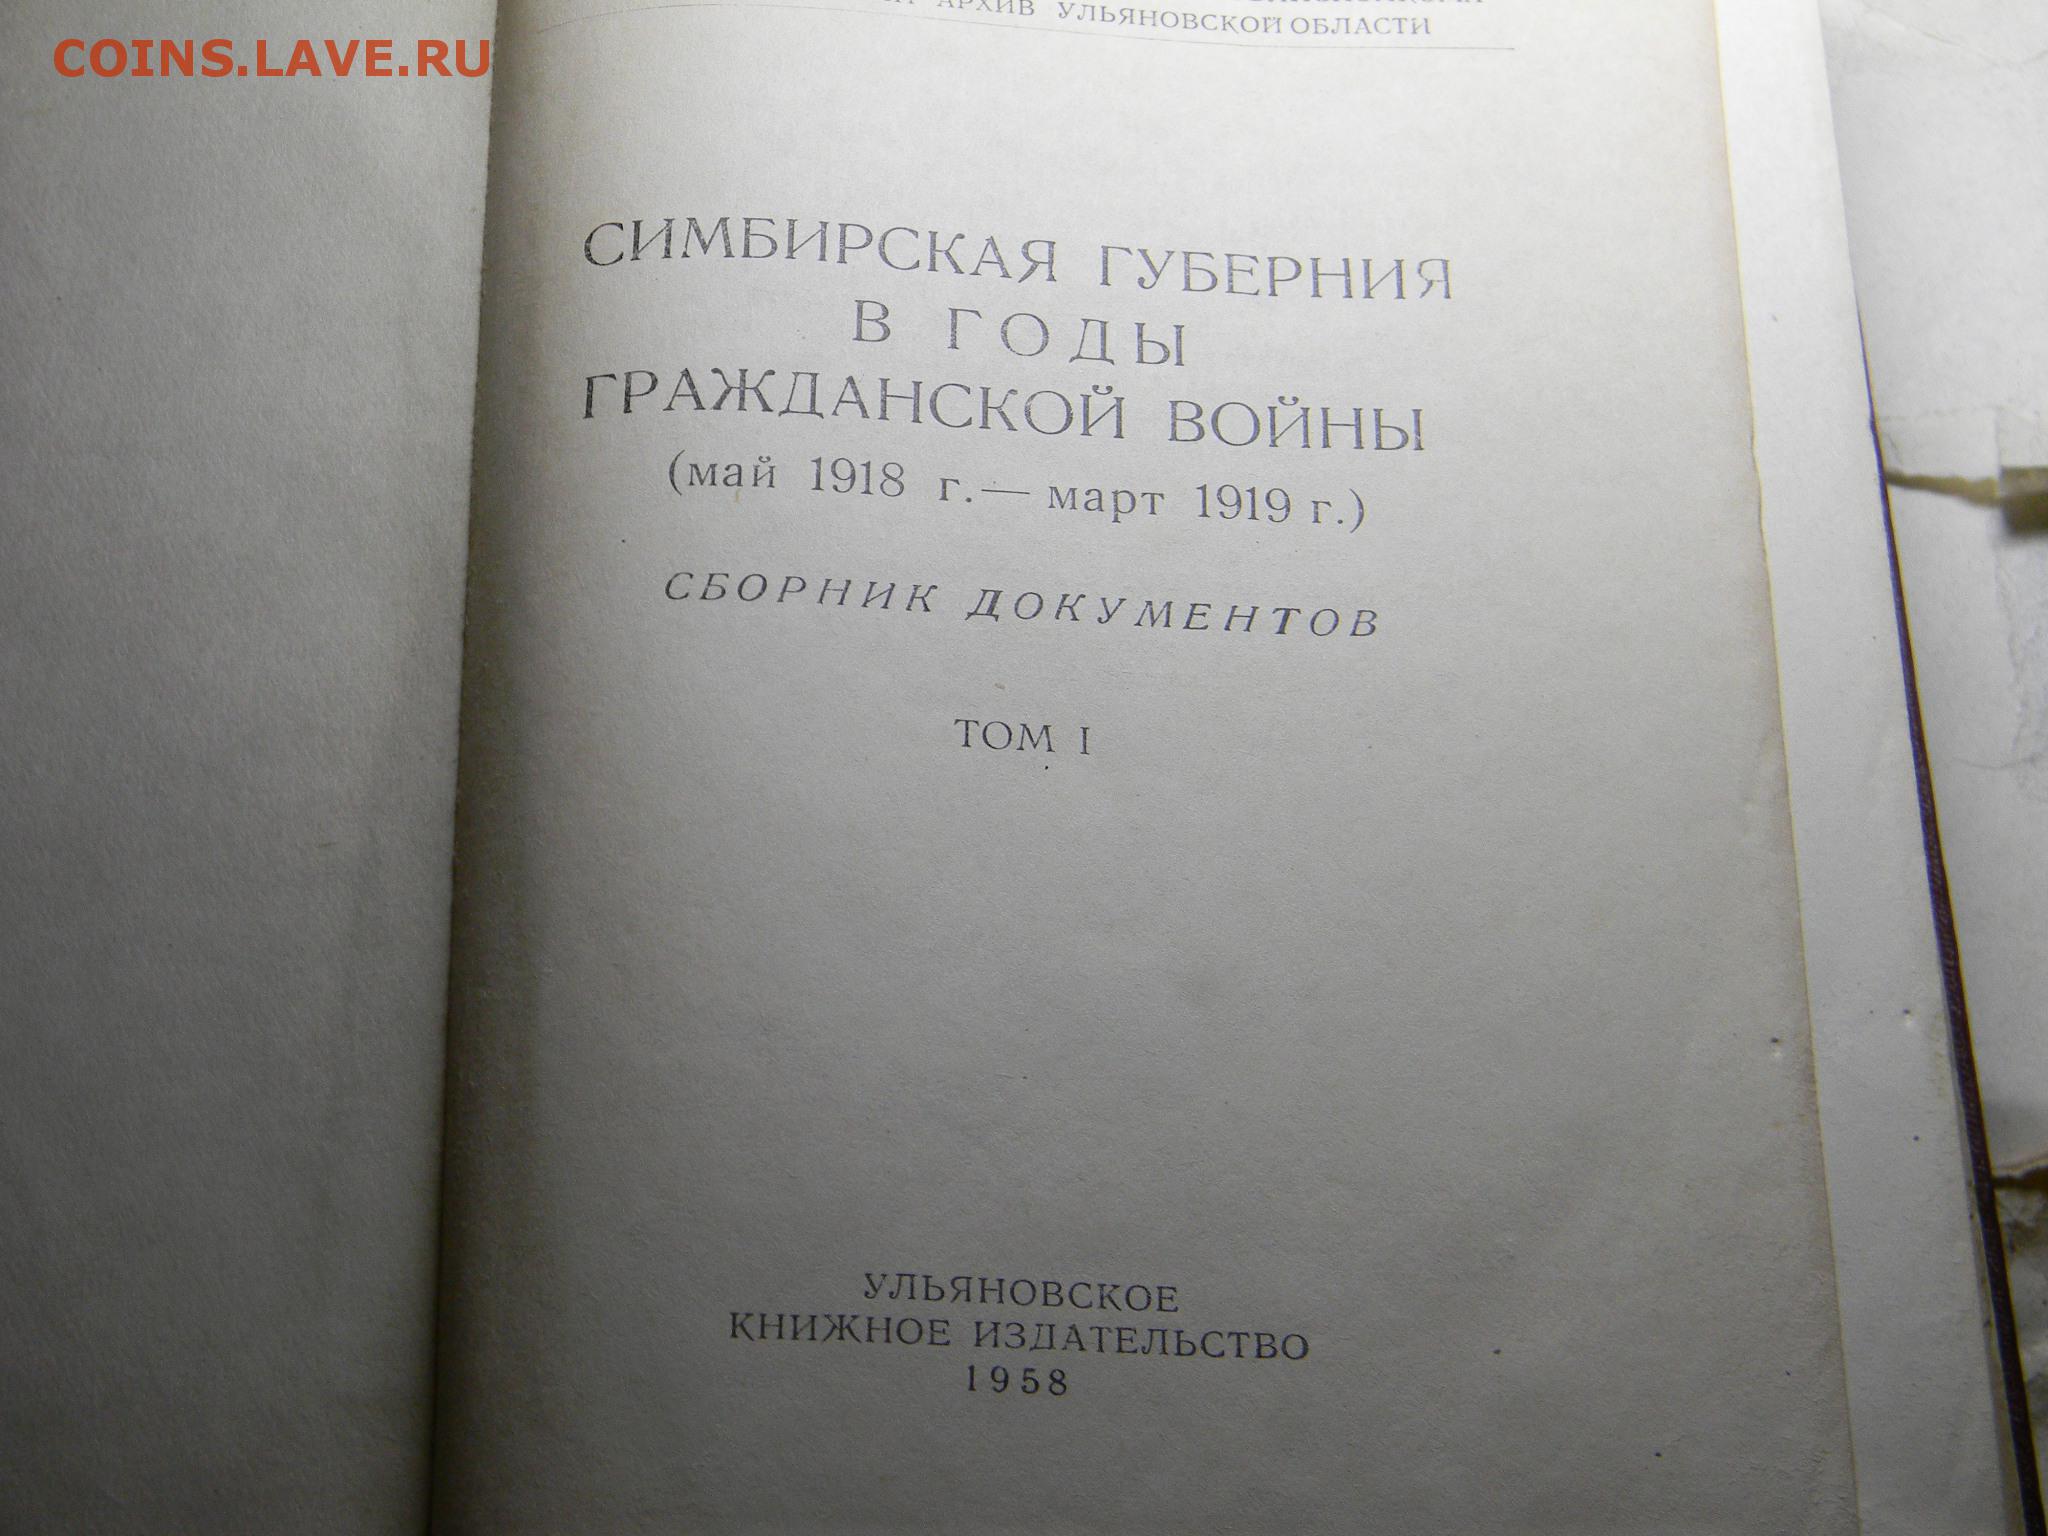 COINS.LAVE.RU
АРХИВ УЛЬЯНОВСКОЙ ОБЛАСТИ
СИМБИРСКАЯ ГУБЕРНИЯ
В ГОДЫ
ГРАЖДАНСКОЙ ВОЙНЫ
(май 1918 г. — март 1919 г.)
СБОРНИК ДОКУМЕНТОВ
ТОМ I
УЛЬЯНОВСКОЕ
КНИЖНОЕ ИЗДАТЕЛЬСТВО
1958